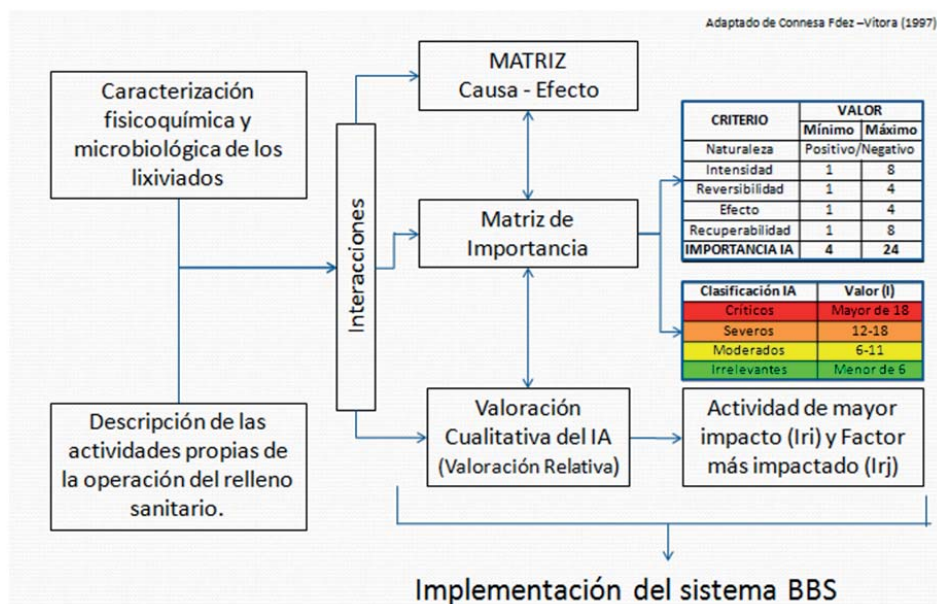 Adaptado de Connesa Fdez –Vitora (1997)
Caracterización
fisicoquímica y
microbiológica de los
lixiviados
Descripción de las
actividades propias de
la operación del relleno
sanitario.
Interacciones
MATRIZ
Causa - Efecto
Matriz de
Importancia
Valoración
Cualitativa del IA
(Valoración Relativa)
CRITERIO VALOR
Mínimo Máximo
Naturaleza Positivo/Negativo
Intensidad 1 8
Reversibilidad 1 4
Efecto 1 4
Recuperabilidad 1 8
IMPORTANCIA IA 4 24
Clasificación IA Valor (I)
Críticos Mayor de 18
Severos 12-18
Moderados 6-11
Irrelevantes Menor de 6
Actividad de mayor
impacto (Iri) y Factor
más impactado (Irj)
Implementación del sistema BBS